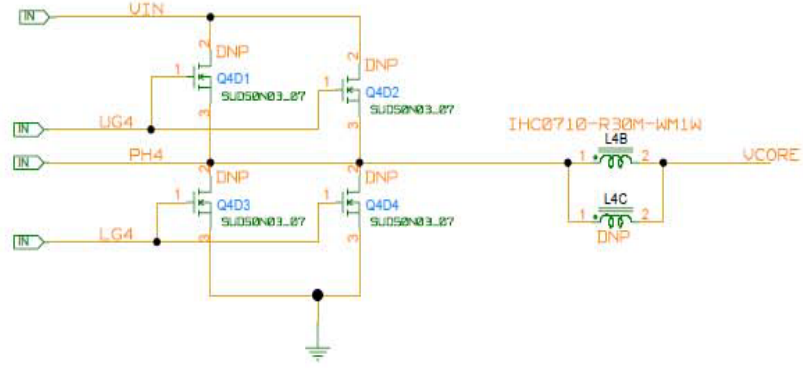 IN VIN
2 DNP
1 Q4D1
SUD50N03_07
3
2 DNP
1 Q4D2
SUD50N03_07
3
IN UG4
IN PH4
IHC0710-R30M-WM1W
L4B
1 2 VCORE
L4C
1 2
DNP
2 DNP
1 Q4D3
SUD50N03_07
3
2 DNP
1 Q4D4
SUD50N03_07
3
IN LG4